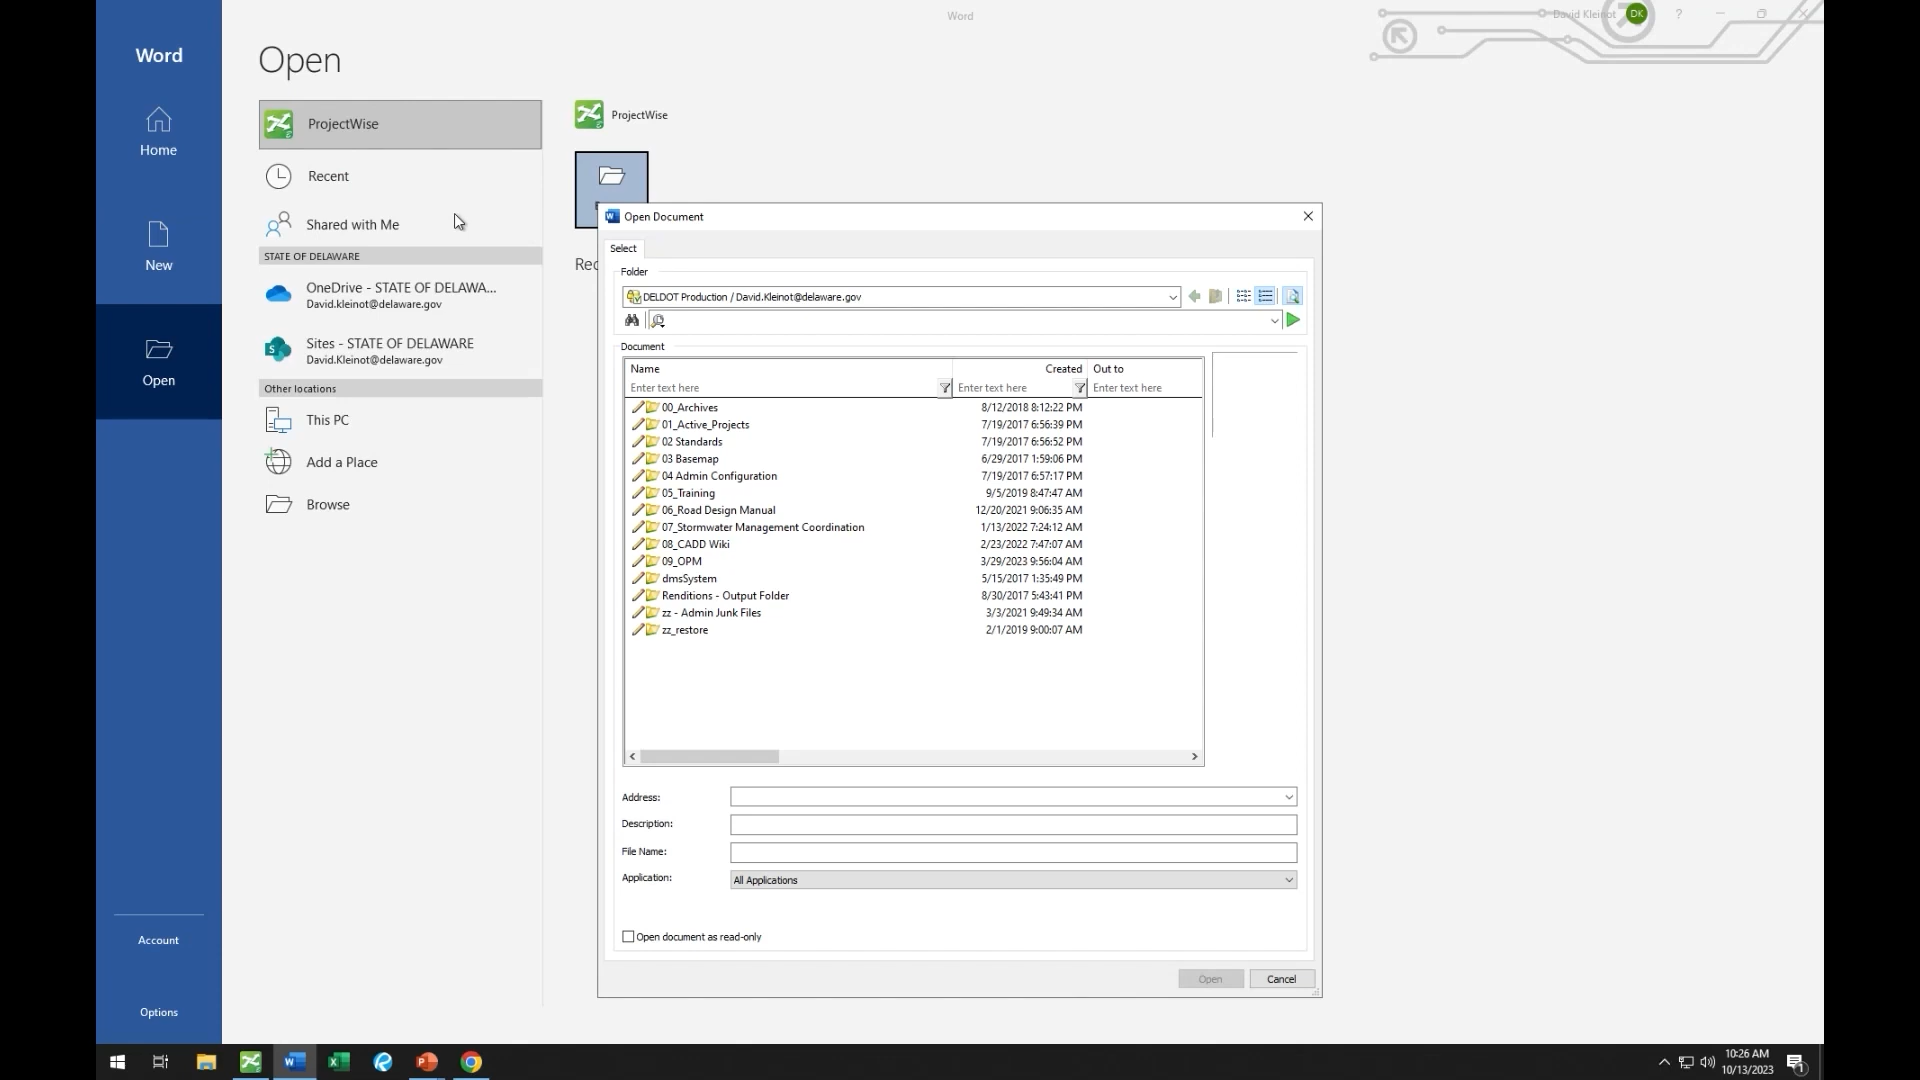 Word
David Kleinot
DK
?
Word
Home
New
Open
Account
Options
Open
ProjectWise
Recent
Shared with Me
STATE OF DELAWARE
OneDrive - STATE OF DELAWA...
David.kleinot@delaware.gov
Sites - STATE OF DELAWARE
David.Kleinot@delaware.gov
Other locations
This PC
Add a Place
Browse
ProjectWise
Rec
Open Document
Select
Folder
DELDOT Production / David.Kleinot@delaware.gov
Document
Name Created Out to
Enter text here Enter text here Enter text here
00_Archives 8/12/2018 8:12:22 PM
01_Active_Projects 7/19/2017 6:56:39 PM
02 Standards 7/19/2017 6:56:52 PM
03 Basemap 6/29/2017 1:59:06 PM
04 Admin Configuration 7/19/2017 6:57:17 PM
05_Training 9/5/2019 8:47:47 AM
06_Road Design Manual 12/20/2021 9:06:35 AM
07_Stormwater Management Coordination 1/13/2022 7:24:12 AM
08_CADD Wiki 2/23/2022 7:47:07 AM
09_OPM 3/29/2023 9:56:04 AM
dmsSystem 5/15/2017 1:35:49 PM
Renditions - Output Folder 8/30/2017 5:43:41 PM
zz - Admin Junk Files 3/3/2021 9:49:34 AM
zz_restore 2/1/2019 9:00:07 AM
Address:
Description:
File Name:
Application: All Applications
Open document as read-only
Open Cancel
10:26 AM
10/13/2023
1